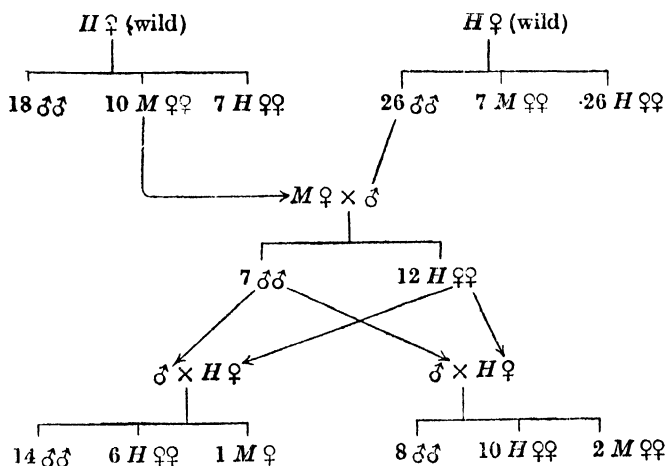 H ♀ (wild) H ♀ (wild)
18 ♂♂ 10 M ♀♀ 7 H ♀♀ 26 ♂♂ 7 M ♀♀ ·26 H ♀♀
M ♀ × ♂
7 ♂♂ 12 H ♀♀
♂ × H ♀ ♂ × H ♀
14 ♂♂ 6 H ♀♀ 1 M ♀ 8 ♂♂ 10 H ♀♀ 2 M ♀♀